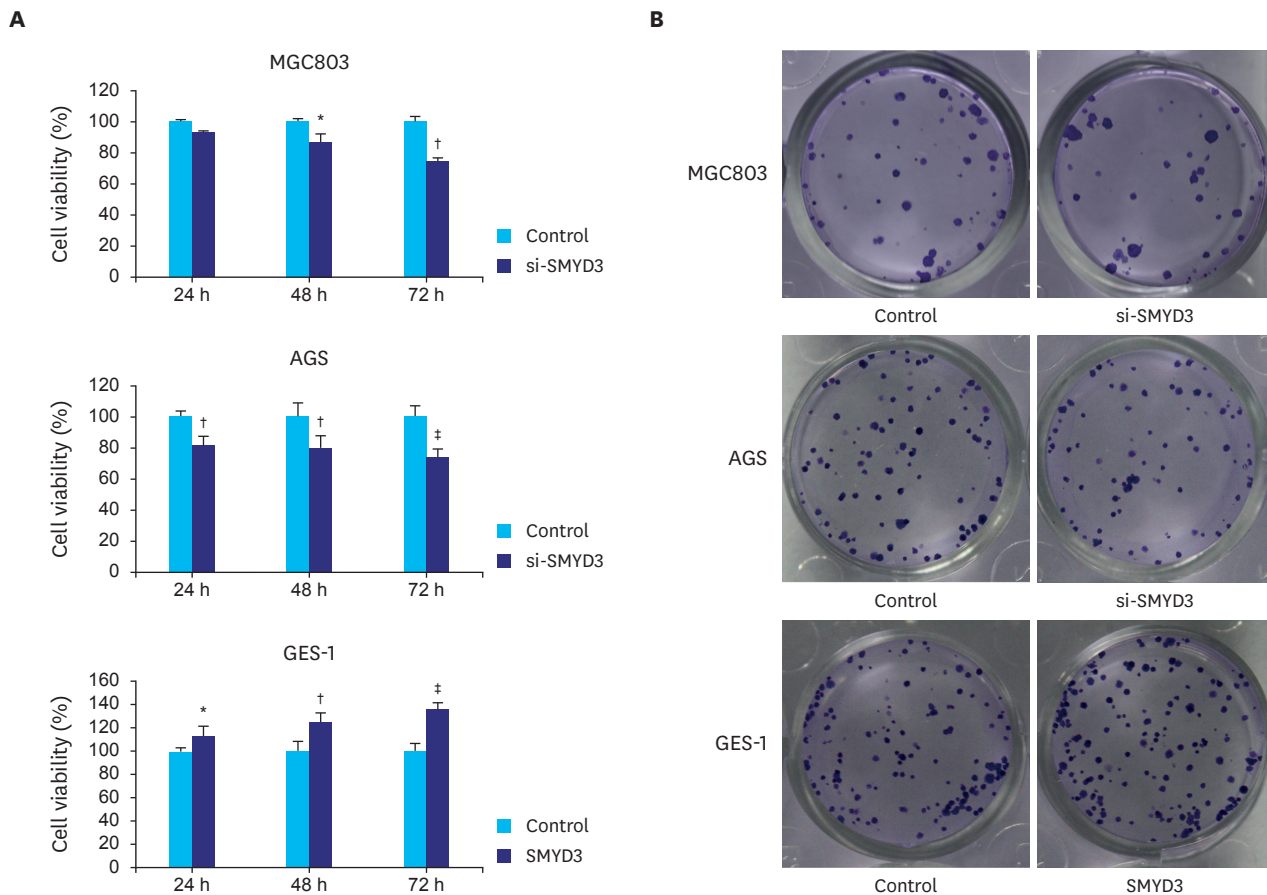 A
MGC803
Cell viability (%)
120
100
80
60
40
20
0
*
†
24 h
48 h
72 h
Control
si-SMYD3
AGS
Cell viability (%)
120
100
80
60
40
20
0
†
†
‡
24 h
48 h
72 h
Control
si-SMYD3
GES-1
Cell viability (%)
160
140
120
100
80
60
40
20
0
*
†
‡
24 h
48 h
72 h
Control
SMYD3
B
MGC803
Control
si-SMYD3
AGS
Control
si-SMYD3
GES-1
Control
SMYD3